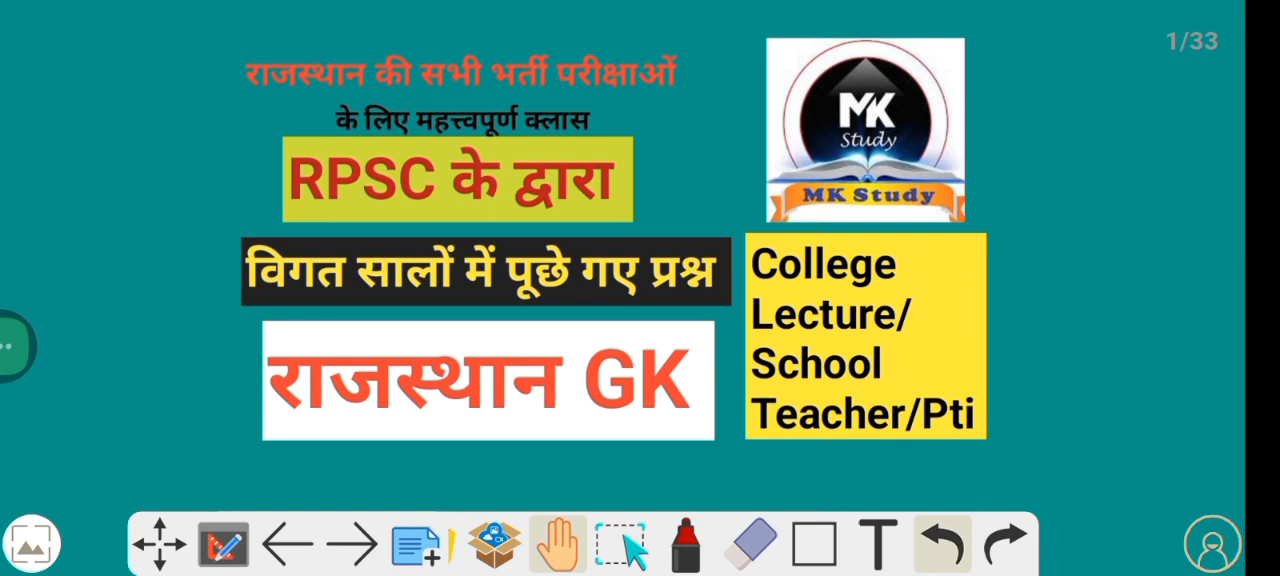 1/33
राजस्थान की सभी भर्ती परीक्षाओं
के लिए महत्त्वपूर्ण क्लास
RPSC के द्वारा
विगत सालों में पूछे गए प्रश्न
राजस्थान GK
MK
Study
MK Study
College
Lecture/
School
Teacher/Pti
T